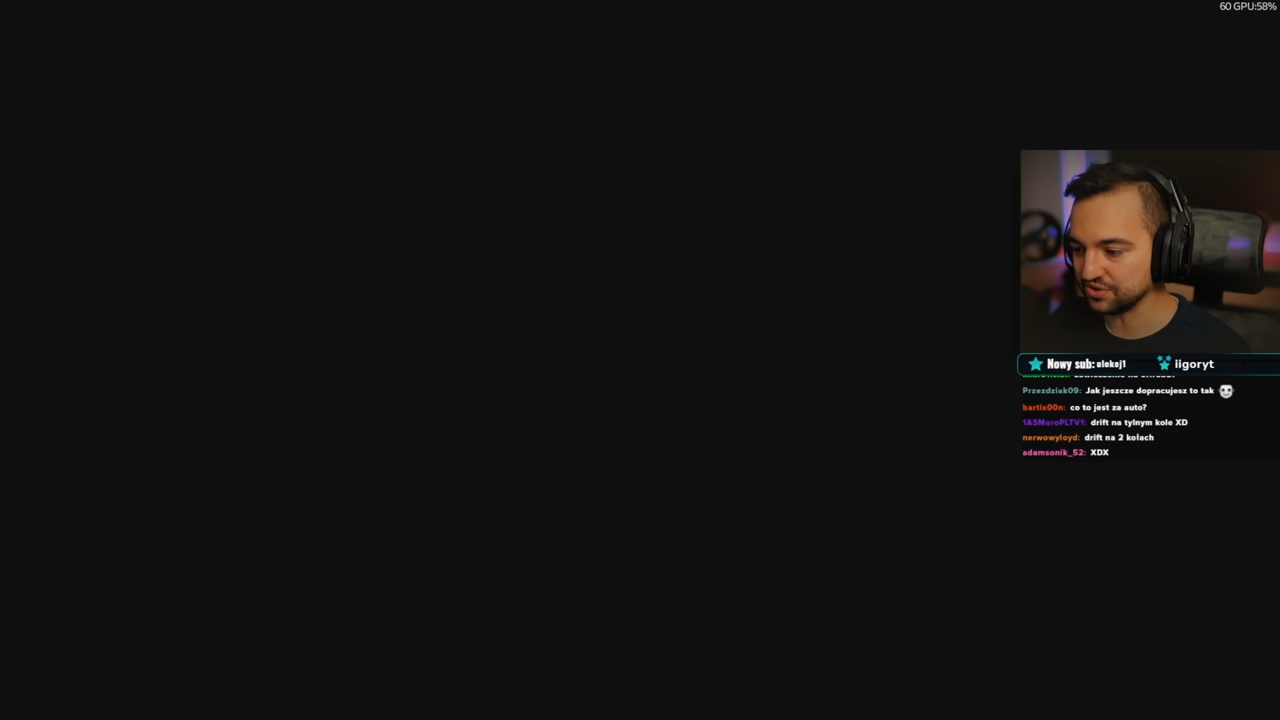 60 GPU:58%
Nowy sub: alokej1 iigoryt
Przezdziak09: Jak jeszcze dopracujesz to tak
bartix00n: co to jest za auto?
1ASMaroPLTV1: drift na tylnym kole XD
nerwowyloyd: drift na 2 kołach
adamsonik_52: XDX